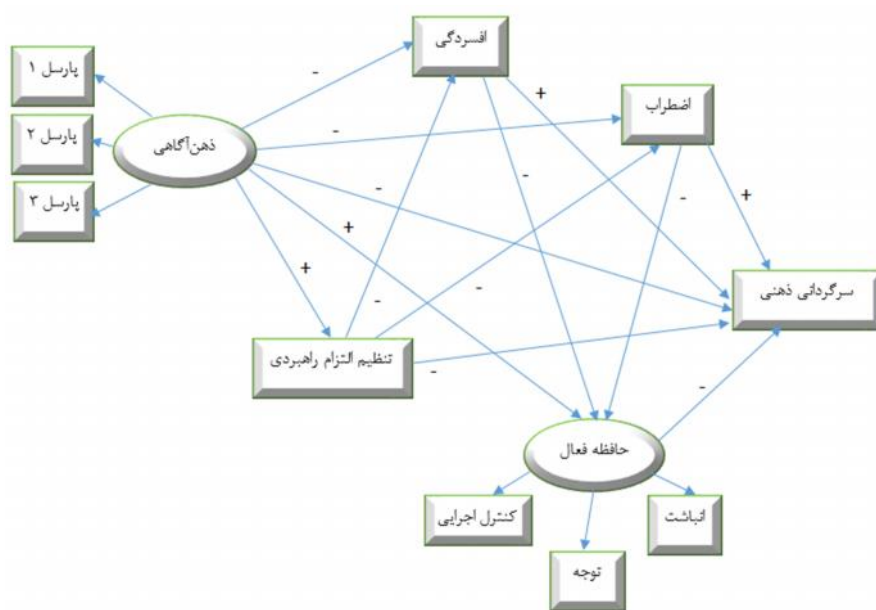 افسردگی
پارسل ۱
اضطراب
پارسل ۲
ذهن‌آگاهی
پارسل ۳
سرگردانی ذهنی
تنظیم التزام راهبردی
حافظه فعال
کنترل اجرایی
انباشت
توجه
-
+
-
-
-
-
+
+
+
-
-
-
-